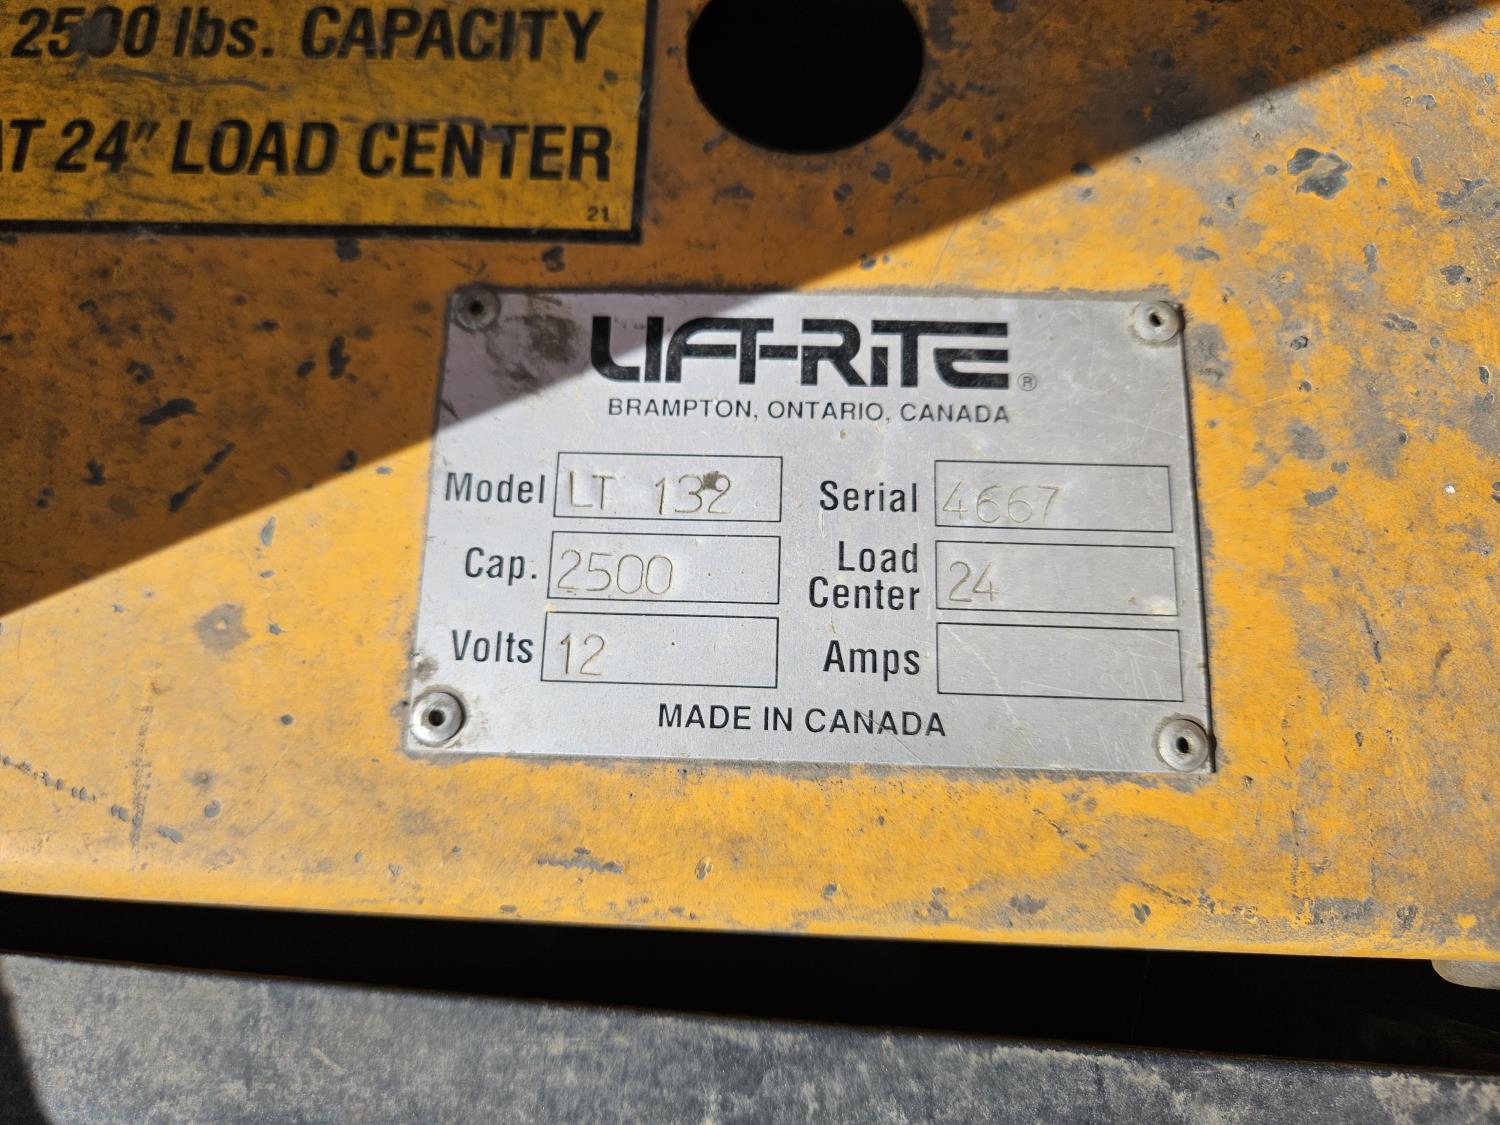 2500 lbs. CAPACITY
AT 24" LOAD CENTER
21
LIFT-RITE ®
BRAMPTON, ONTARIO, CANADA
Model LT 132 Serial 4667
Cap. 2500 Load Center 24
Volts 12 Amps
MADE IN CANADA